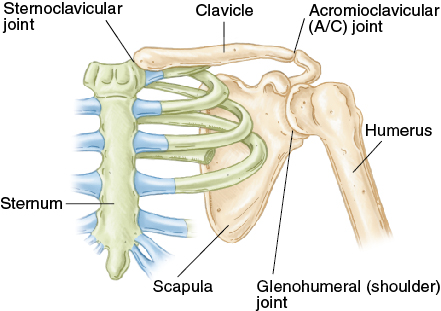 Sternoclavicular
joint
Clavicle
Acromioclavicular
(A/C) joint
Humerus
Sternum
Scapula
Glenohumeral (shoulder)
joint